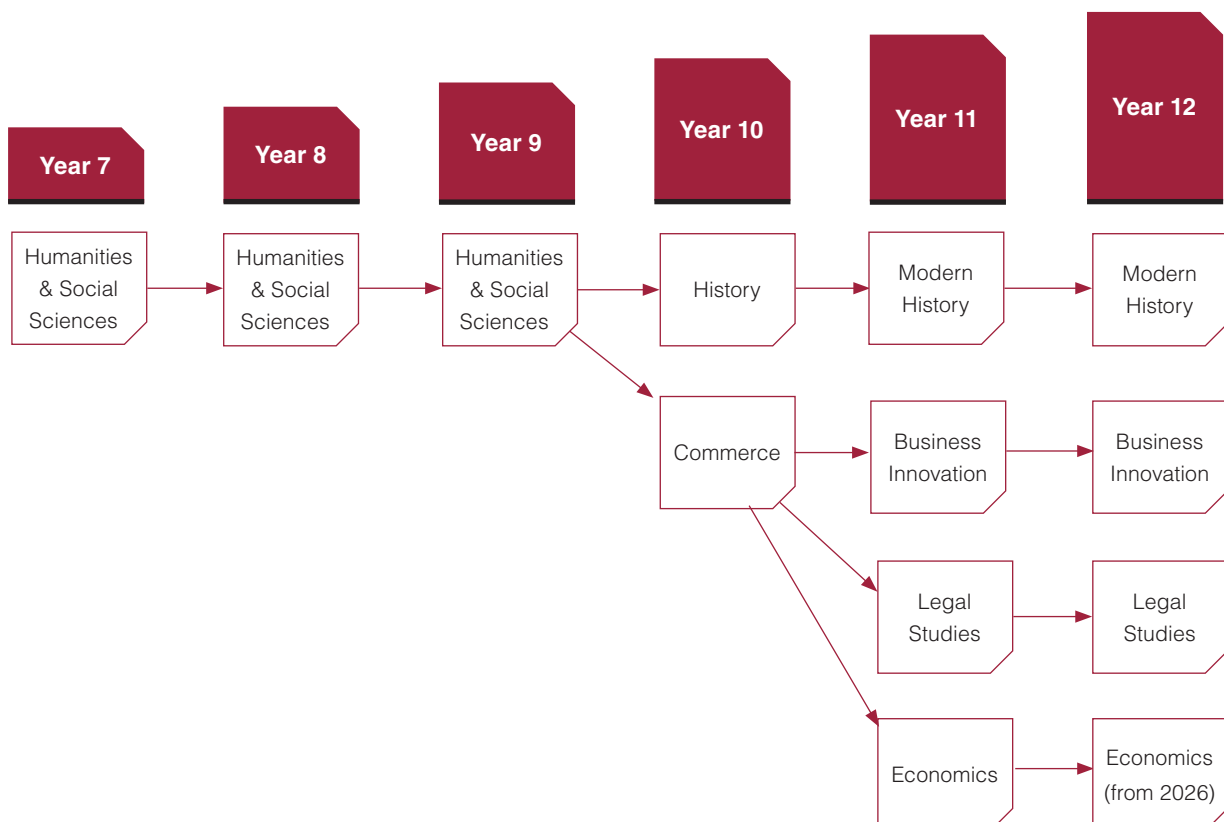 Year 7
Year 8
Year 9
Year 10
Year 11
Year 12
Humanities
& Social
Sciences
Humanities
& Social
Sciences
Humanities
& Social
Sciences
History
Modern
History
Modern
History
Commerce
Business
Innovation
Business
Innovation
Legal
Studies
Legal
Studies
Economics
Economics
(from 2026)